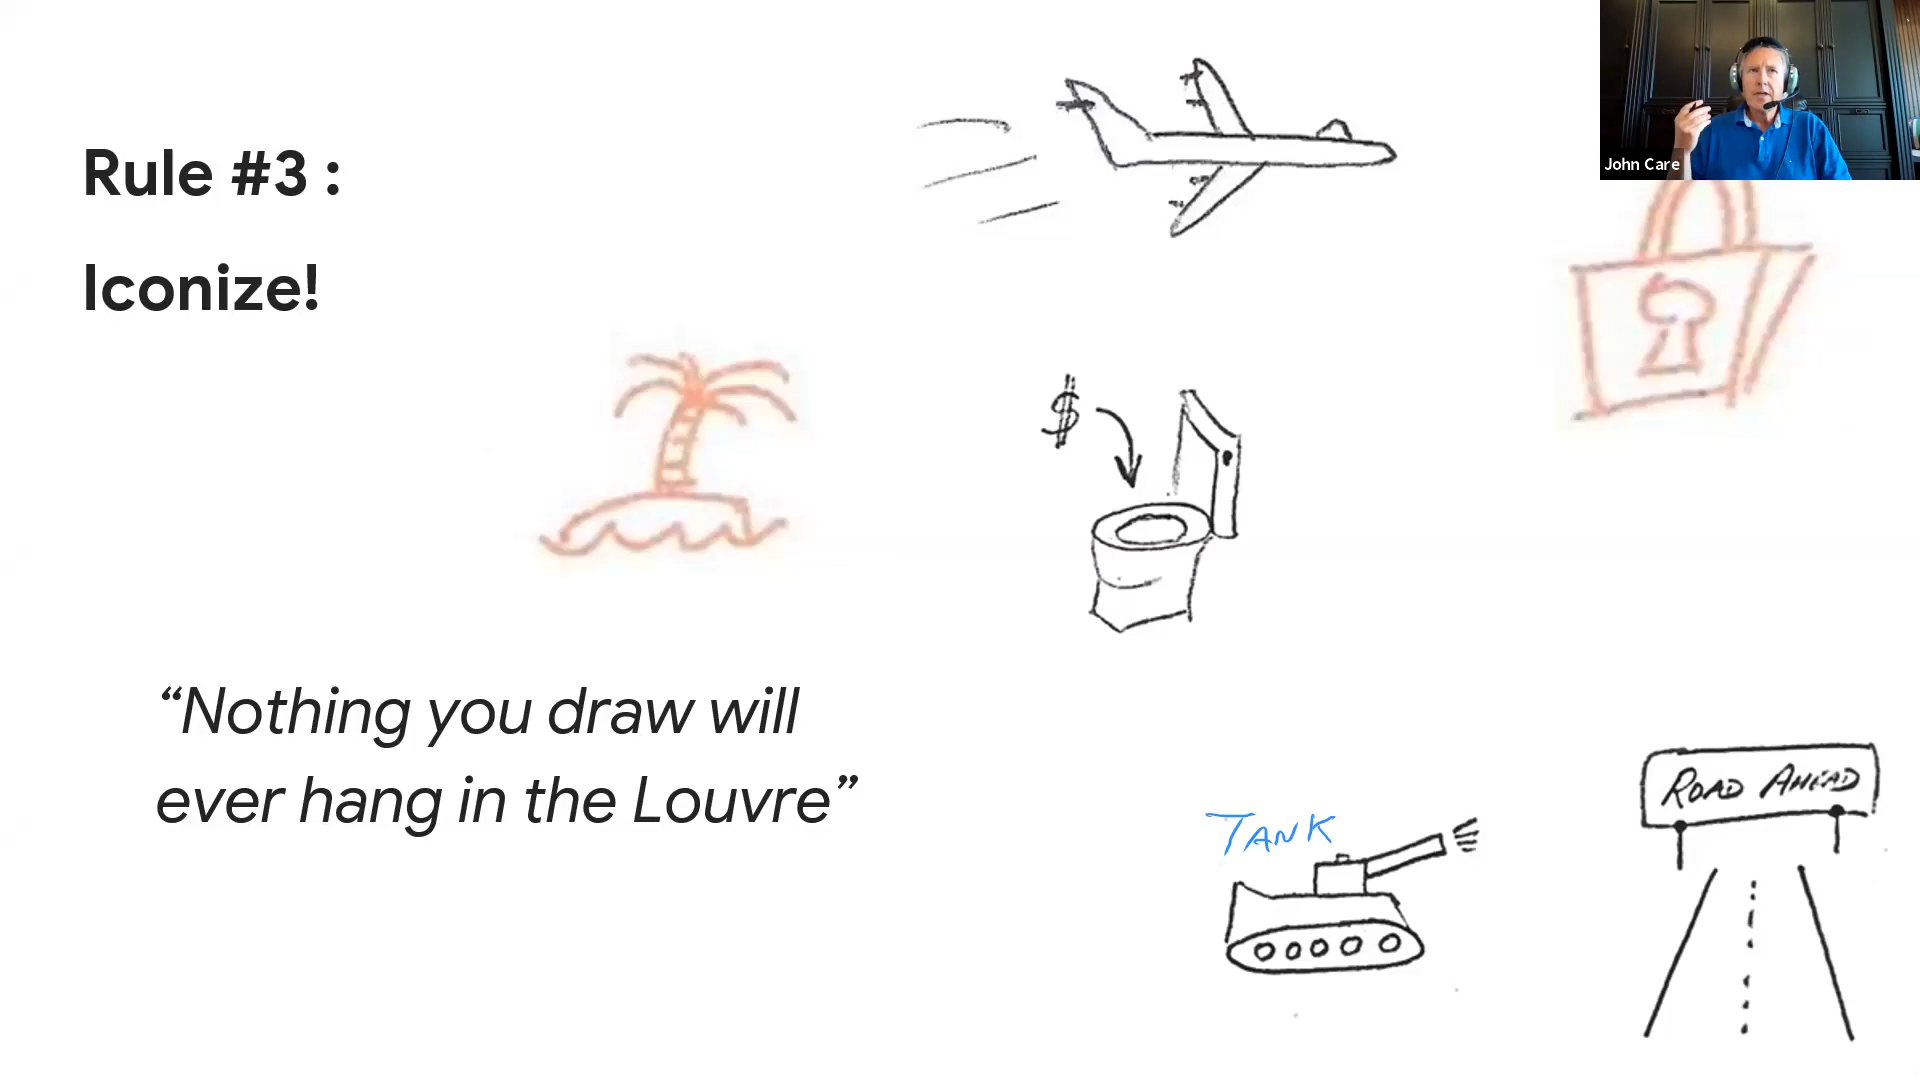 John Care
Rule #3 :
Iconize!
$
“Nothing you draw will
ever hang in the Louvre”
TANK
ROAD AHEAD